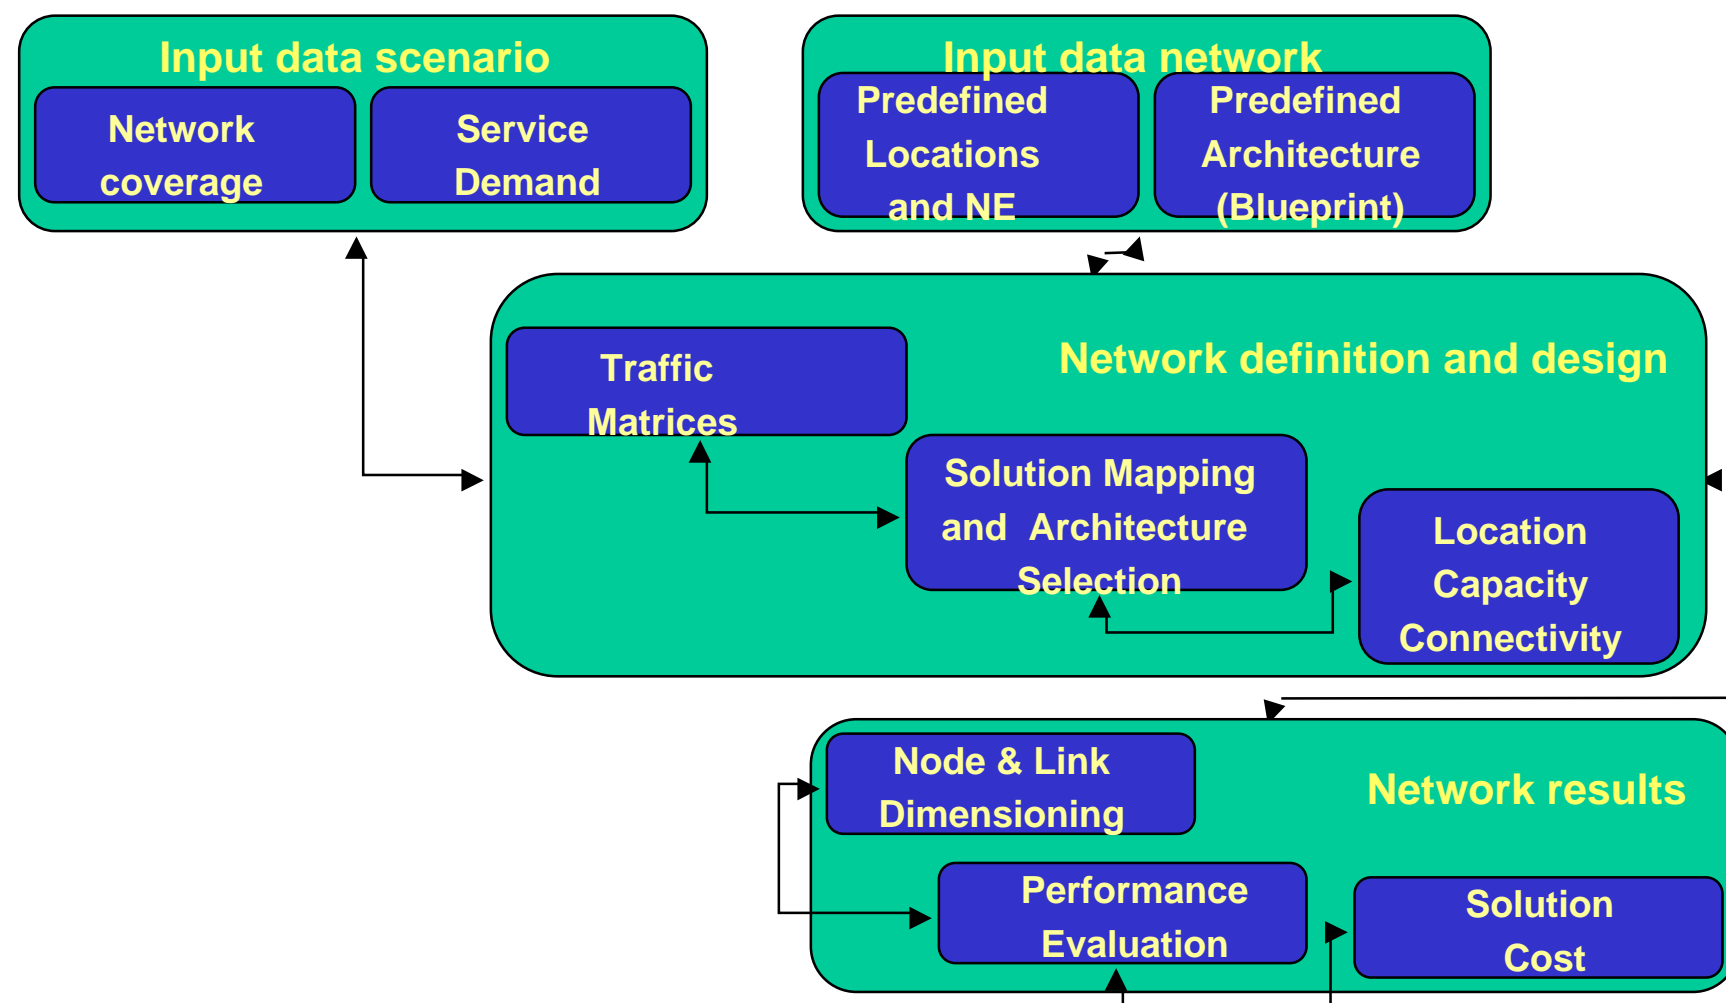 Input data scenario
Network
coverage
Service
Demand
Input data network
Predefined
Locations
and NE
Predefined
Architecture
(Blueprint)
Network definition and design
Traffic
Matrices
Solution Mapping
and Architecture
Selection
Location
Capacity
Connectivity
Network results
Node & Link
Dimensioning
Performance
Evaluation
Solution
Cost